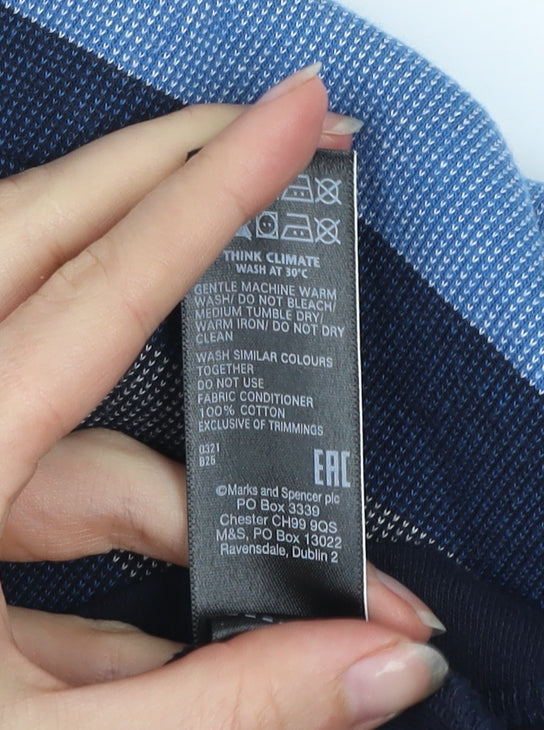 THINK CLIMATE
WASH AT 30°C
GENTLE MACHINE WARM
WASH/ DO NOT BLEACH/
MEDIUM TUMBLE DRY/
WARM IRON/ DO NOT DRY
CLEAN
WASH SIMILAR COLOURS
TOGETHER
DO NOT USE
FABRIC CONDITIONER
100% COTTON
EXCLUSIVE OF TRIMMINGS
0321
B26
EAC
©Marks and Spencer plc
PO Box 3339
Chester CH99 9QS
M&S, PO Box 13022
Ravensdale, Dublin 2